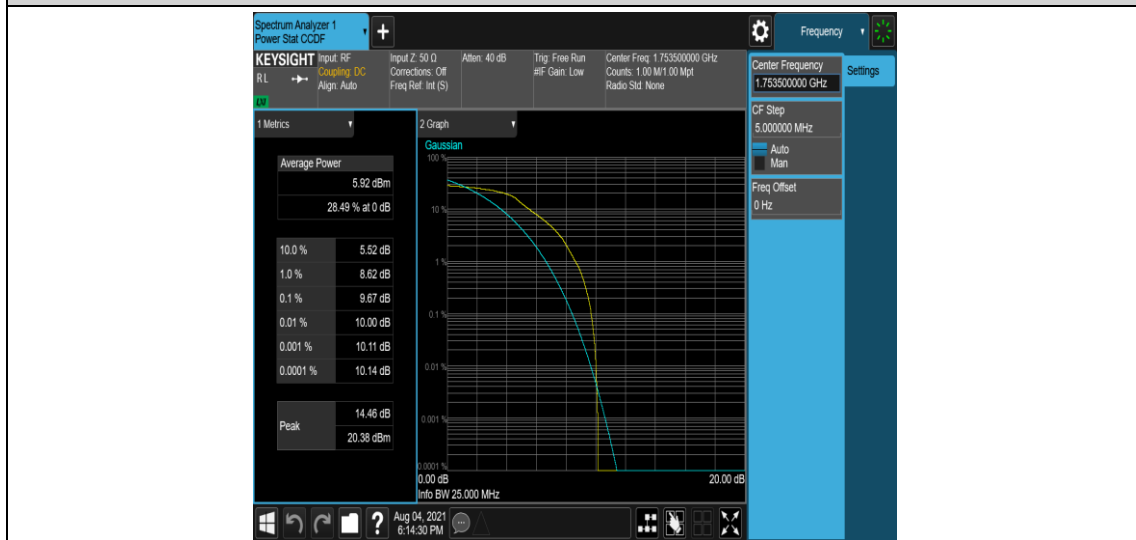 Spectrum Analyzer 1
Power Stat CCDF
Frequency
KEYSIGHT
RL
LXI
Input: RF
Coupling: DC
Align: Auto
Input Z: 50 Ω
Corrections: Off
Freq Ref: Int (S)
Atten: 40 dB
Trig: Free Run
#IF Gain: Low
Center Freq: 1.753500000 GHz
Counts: 1.00 M/1.00 Mpt
Radio Std: None
Center Frequency
1.753500000 GHz
Settings
CF Step
5.000000 MHz
Auto
Man
Freq Offset
0 Hz
1 Metrics
Average Power
5.92 dBm
28.49 % at 0 dB
10.0 % 5.52 dB
1.0 % 8.62 dB
0.1 % 9.67 dB
0.01 % 10.00 dB
0.001 % 10.11 dB
0.0001 % 10.14 dB
Peak
14.46 dB
20.38 dBm
2 Graph
Gaussian
100 %
10 %
1 %
0.1 %
0.01 %
0.001 %
0.0001 %
0.00 dB
20.00 dB
Info BW 25.000 MHz
?
Aug 04, 2021
6:14:30 PM